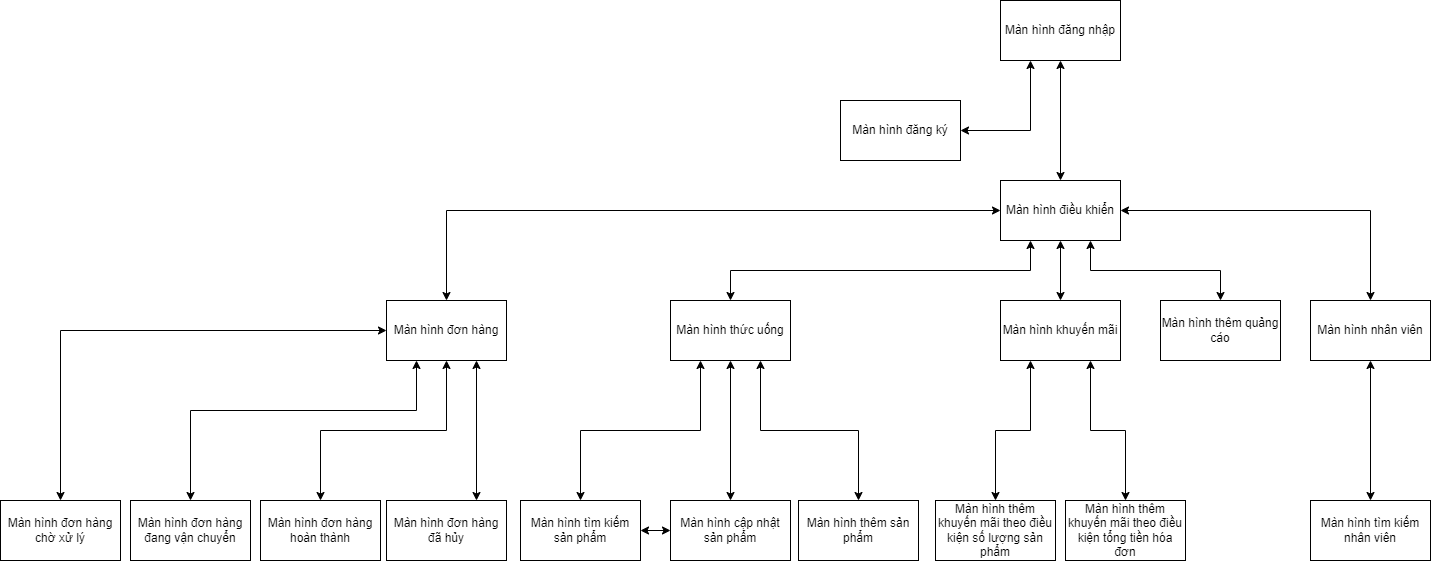 Màn hình đăng nhập
Màn hình đăng ký
Màn hình điều khiển
Màn hình đơn hàng
Màn hình thức uống
Màn hình khuyến mãi
Màn hình thêm quảng
cáo
Màn hình nhân viên
Màn hình đơn hàng
chờ xử lý
Màn hình đơn hàng
đang vận chuyển
Màn hình đơn hàng
hoàn thành
Màn hình đơn hàng
đã hủy
Màn hình tìm kiếm
sản phẩm
Màn hình cập nhật
sản phẩm
Màn hình thêm sản
phẩm
Màn hình thêm
khuyến mãi theo điều
kiện số lượng sản
phẩm
Màn hình thêm
khuyến mãi theo điều
kiện tổng tiền hóa
đơn
Màn hình tìm kiếm
nhân viên